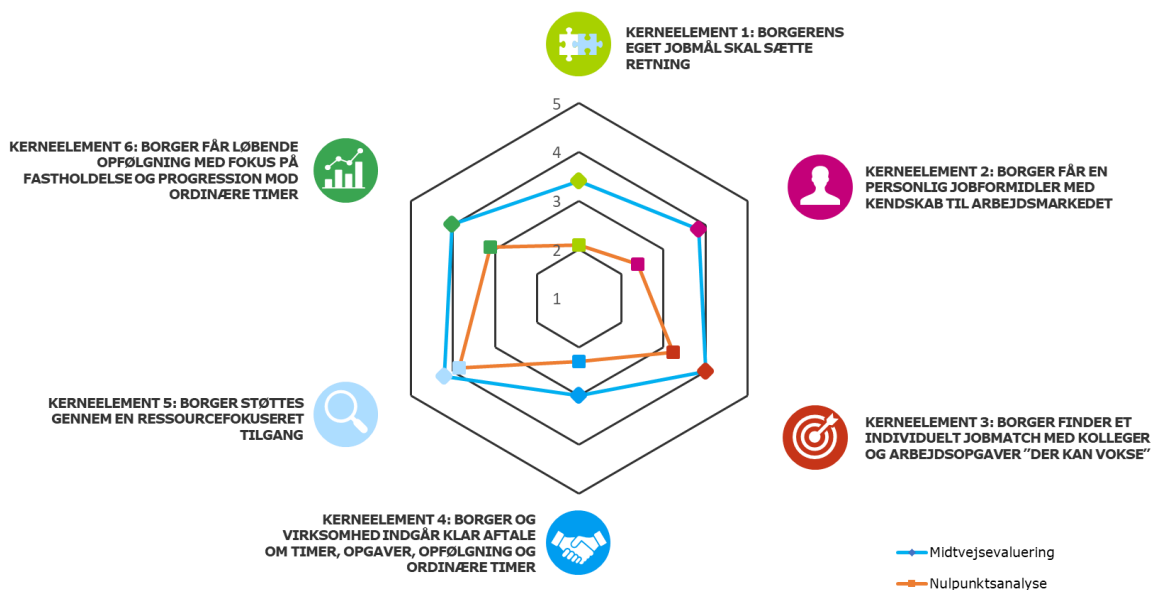 KERNEELEMENT 1: BORGERENS
EGET JOBMÅL SKAL SÆTTE
RETNING
5
4
3
2
1
KERNEELEMENT 6: BORGER FÅR LØBENDE
OPFØLGNING MED FOKUS PÅ
FASTHOLDELSE OG PROGRESSION MOD
ORDINÆRE TIMER
KERNEELEMENT 2: BORGER FÅR EN
PERSONLIG JOBFORMIDLER MED
KENDSKAB TIL ARBEJDSMARKEDET
KERNEELEMENT 5: BORGER STØTTES
GENNEM EN RESSOURCEFOKUSERET
TILGANG
KERNEELEMENT 3: BORGER FINDER ET
INDIVIDUELT JOBMATCH MED KOLLEGER
OG ARBEJDSOPGAVER ”DER KAN VOKSE”
KERNEELEMENT 4: BORGER OG
VIRKSOMHED INDGÅR KLAR AFTALE
OM TIMER, OPGAVER, OPFØLGNING OG
ORDINÆRE TIMER
Midtvejsevaluering
Nulpunktsanalyse